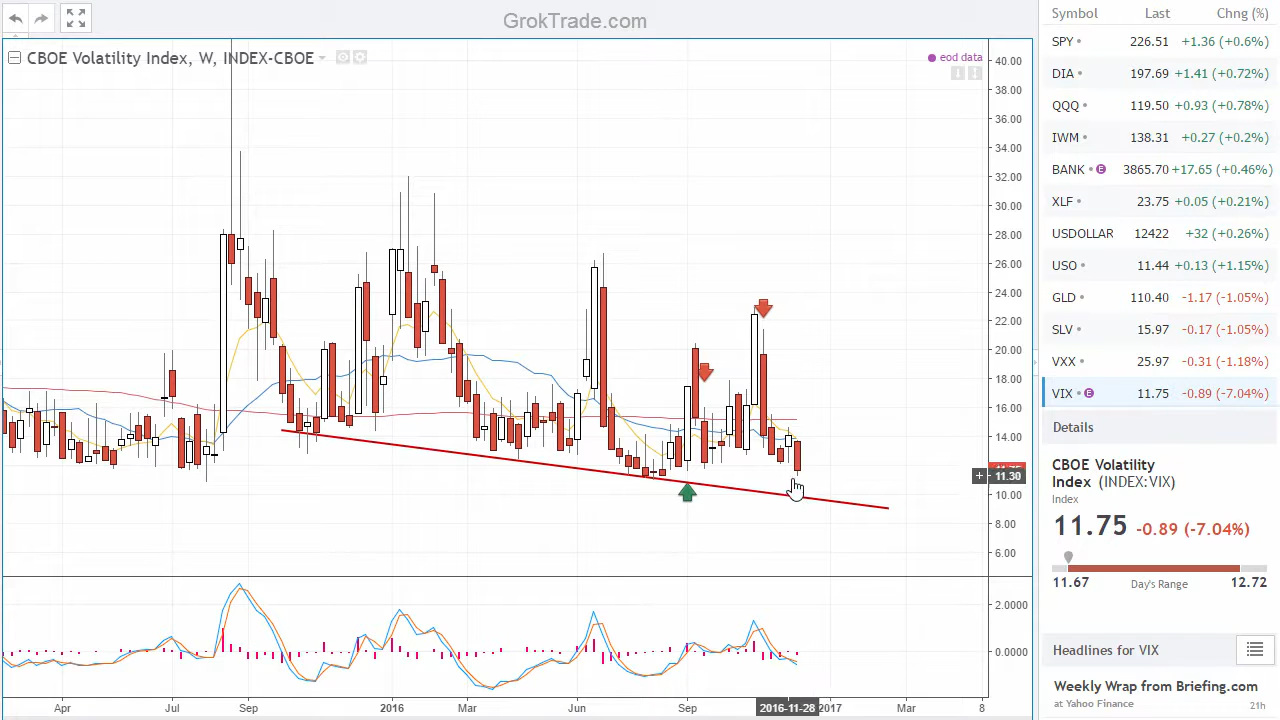 GrokTrade.com
CBOE Volatility Index, W, INDEX-CBOE
eod data
40.00
38.00
36.00
34.00
32.00
30.00
28.00
26.00
24.00
22.00
20.00
18.00
16.00
14.00
11.30
10.00
8.00
6.00
2.0000
0.0000
Apr Jul Sep 2016 Mar Jun Sep 2016-11-28 2017 Mar 8
Symbol Last Chng (%)
SPY 226.51 +1.36 (+0.6%)
DIA 197.69 +1.41 (+0.72%)
QQQ 119.50 +0.93 (+0.78%)
IWM 138.31 +0.27 (+0.2%)
BANK E 3865.70 +17.65 (+0.46%)
XLF 23.75 +0.05 (+0.21%)
USDOLLAR 12422 +32 (+0.26%)
USO 11.44 +0.13 (+1.15%)
GLD 110.40 -1.17 (-1.05%)
SLV 15.97 -0.17 (-1.05%)
VXX 25.97 -0.31 (-1.18%)
VIX E 11.75 -0.89 (-7.04%)
Details
CBOE Volatility
Index (INDEX:VIX)
Index
11.75 -0.89 (-7.04%)
11.67 Day's Range 12.72
Headlines for VIX
Weekly Wrap from Briefing.com
at Yahoo Finance 21h